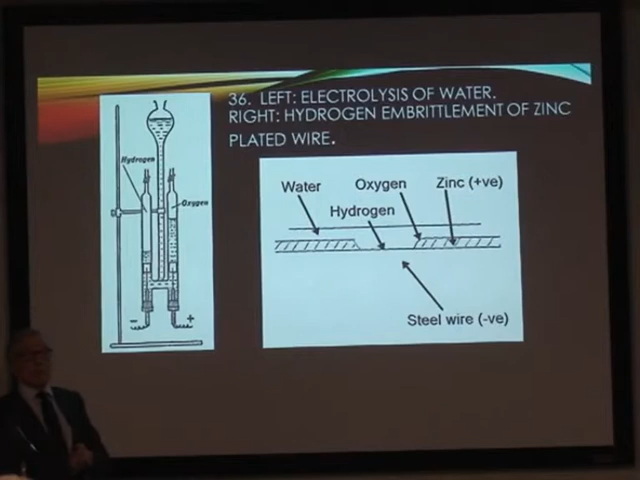 36. LEFT: ELECTROLYSIS OF WATER.
RIGHT: HYDROGEN EMBRITTLEMENT OF ZINC
PLATED WIRE.
Hydrogen
Oxygen
- +
Water Oxygen Zinc (+ve)
Hydrogen
Steel wire (-ve)